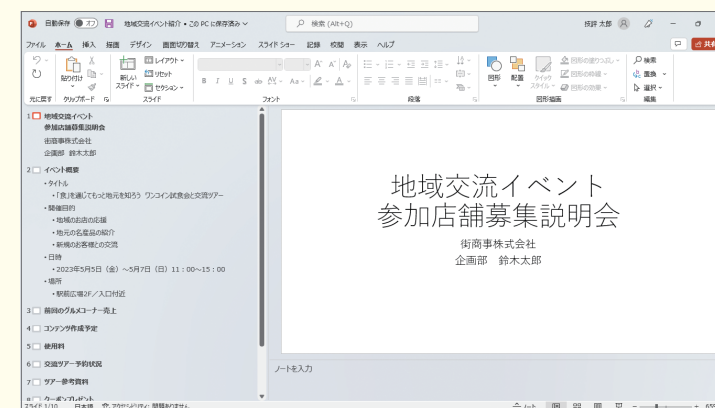 自動保存 オフ 地域交流イベント紹介 • この PC に保存済み 検索 (Alt+Q)
ファイル ホーム 挿入 描画 デザイン 画面切り替え アニメーション スライド ショー 記録 校閲 表示 ヘルプ 共有
貼り付け 新しい スライド レイアウト リセット セクション
B I U S ab AV Aa A A A A
図形 配置 クイック スタイル 図形の塗りつぶし 図形の枠線 図形の効果
検索 置換 選択
元に戻す クリップボード スライド フォント 段落 図形描画 編集
1 地域交流イベント
参加店舗募集説明会
街商事株式会社
企画部 鈴木太郎
2 イベント概要
・タイトル
・「食」を通じてもっと地元を知ろう ワンコイン試食会と交流ツアー
・開催目的
・地域のお店の応援
・地元の名産品の紹介
・新規のお客様との交流
・日時
・2023年5月5日（金）～5月7日（日）11：00～15：00
・場所
・駅前広場2F／入口付近
3 前回のグルメコーナー売上
4 コンテンツ作成予定
5 使用料
6 交流ツアー予約状況
7 ツアー参考資料
8 クーポンプレゼント
地域交流イベント
参加店舗募集説明会
街商事株式会社
企画部 鈴木太郎
ノートを入力
スライド 1/10 日本語 アクセシビリティ: 問題ありません ノート